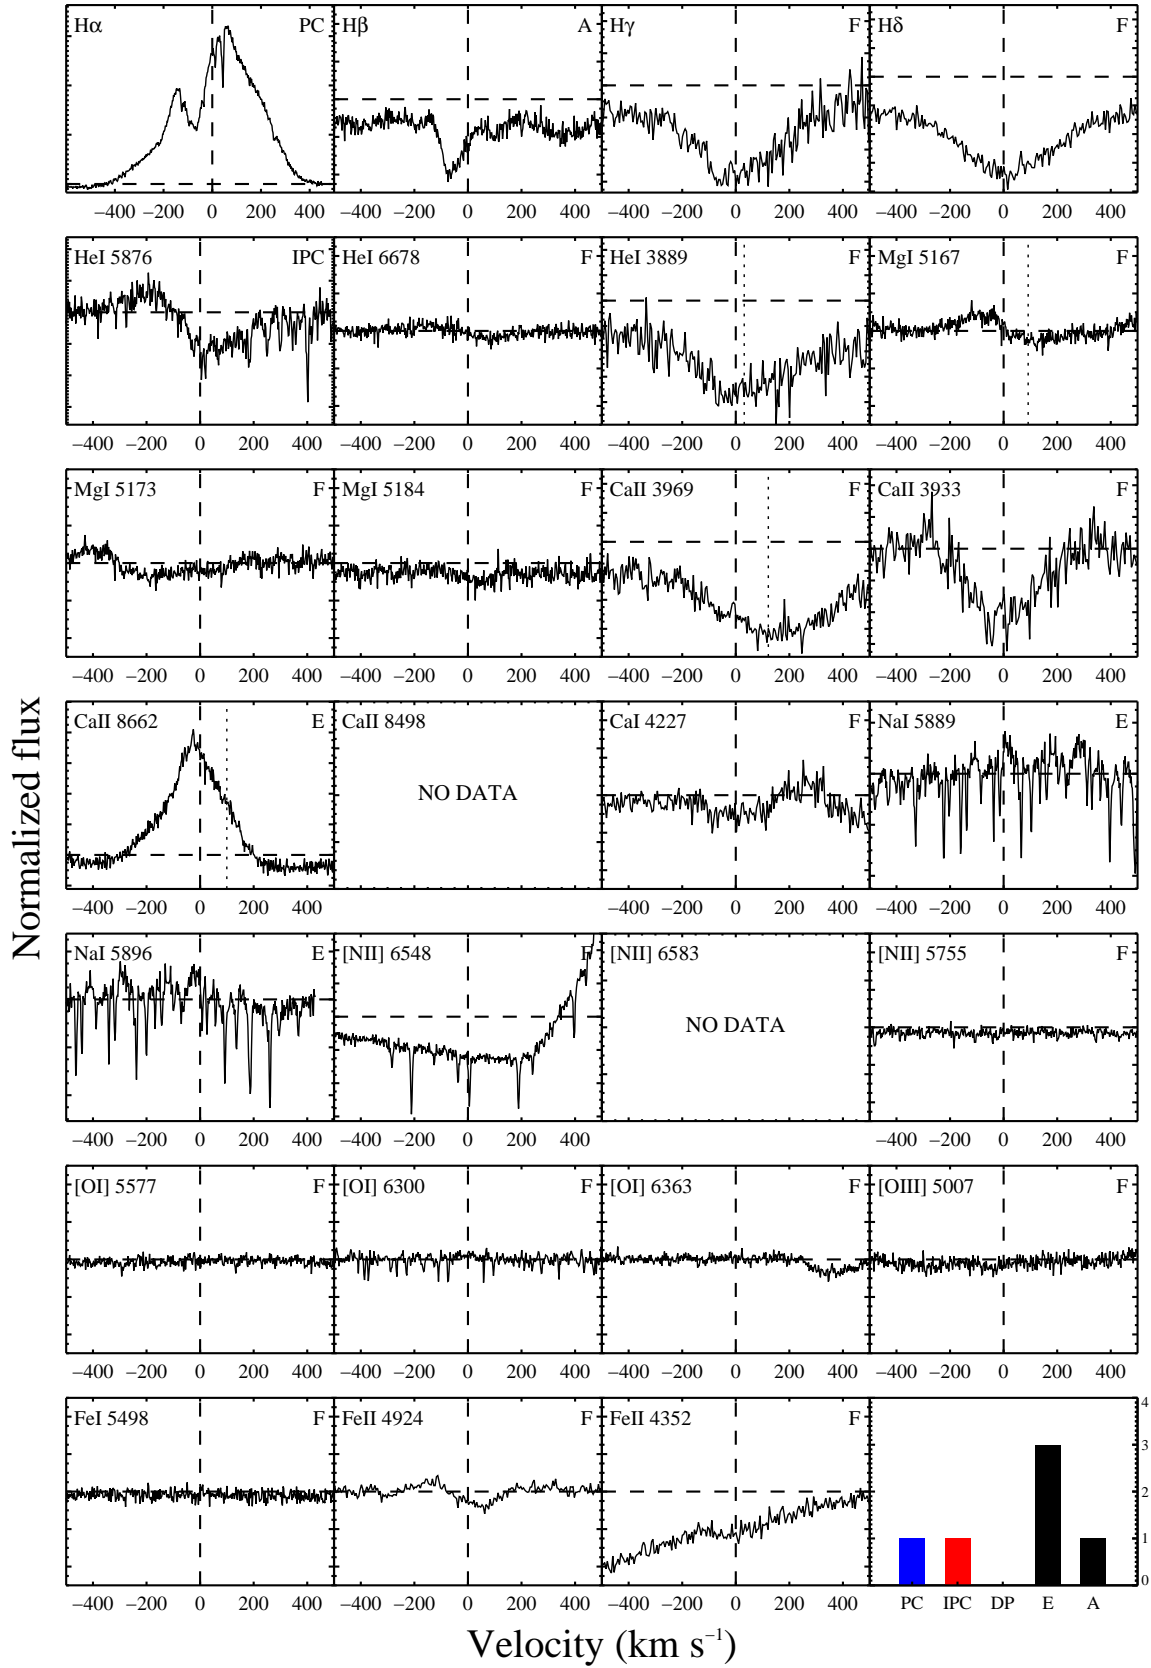 Hα PC
Hβ A
Hγ F
Hδ F
−400 −200 0 200 400
−400 −200 0 200 400
−400 −200 0 200 400
−400 −200 0 200 400
HeI 5876 IPC
HeI 6678 F
HeI 3889 F
MgI 5167 F
−400 −200 0 200 400
−400 −200 0 200 400
−400 −200 0 200 400
−400 −200 0 200 400
MgI 5173 F
MgI 5184 F
CaII 3969 F
CaII 3933 F
−400 −200 0 200 400
−400 −200 0 200 400
−400 −200 0 200 400
−400 −200 0 200 400
CaII 8662 E
CaII 8498
NO DATA
CaI 4227 F
NaI 5889 E
−400 −200 0 200 400
−400 −200 0 200 400
−400 −200 0 200 400
−400 −200 0 200 400
Normalized flux
NaI 5896 E
[NII] 6548 F
[NII] 6583
NO DATA
[NII] 5755 F
−400 −200 0 200 400
−400 −200 0 200 400
−400 −200 0 200 400
−400 −200 0 200 400
[OI] 5577 F
[OI] 6300 F
[OI] 6363 F
[OIII] 5007 F
−400 −200 0 200 400
−400 −200 0 200 400
−400 −200 0 200 400
−400 −200 0 200 400
FeI 5498 F
FeII 4924 F
FeII 4352 F
4
3
2
1
0
−400 −200 0 200 400
−400 −200 0 200 400
−400 −200 0 200 400
PC IPC DP E A
Velocity (km s⁻¹)